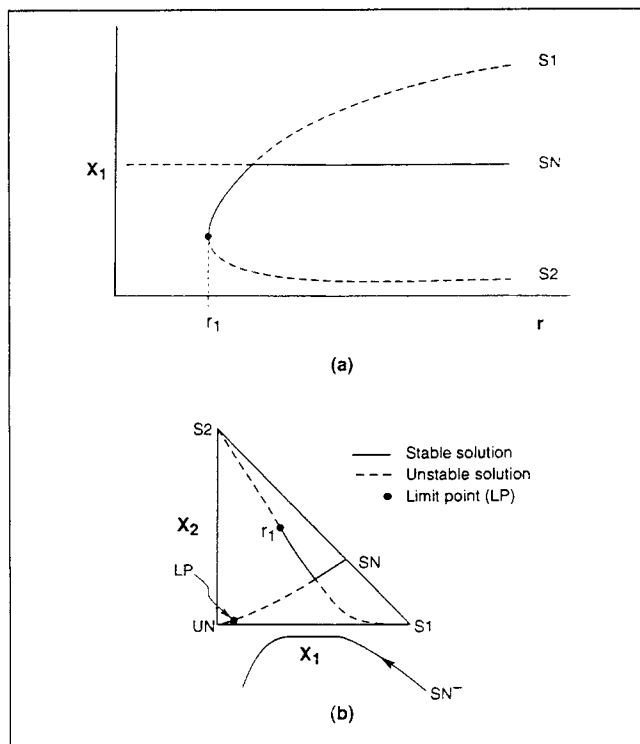 S1
X1
SN
S2
r1
r
(a)
S2
Stable solution
Unstable solution
Limit point (LP)
X2
r1
LP
SN
UN
S1
X1
SN−
(b)